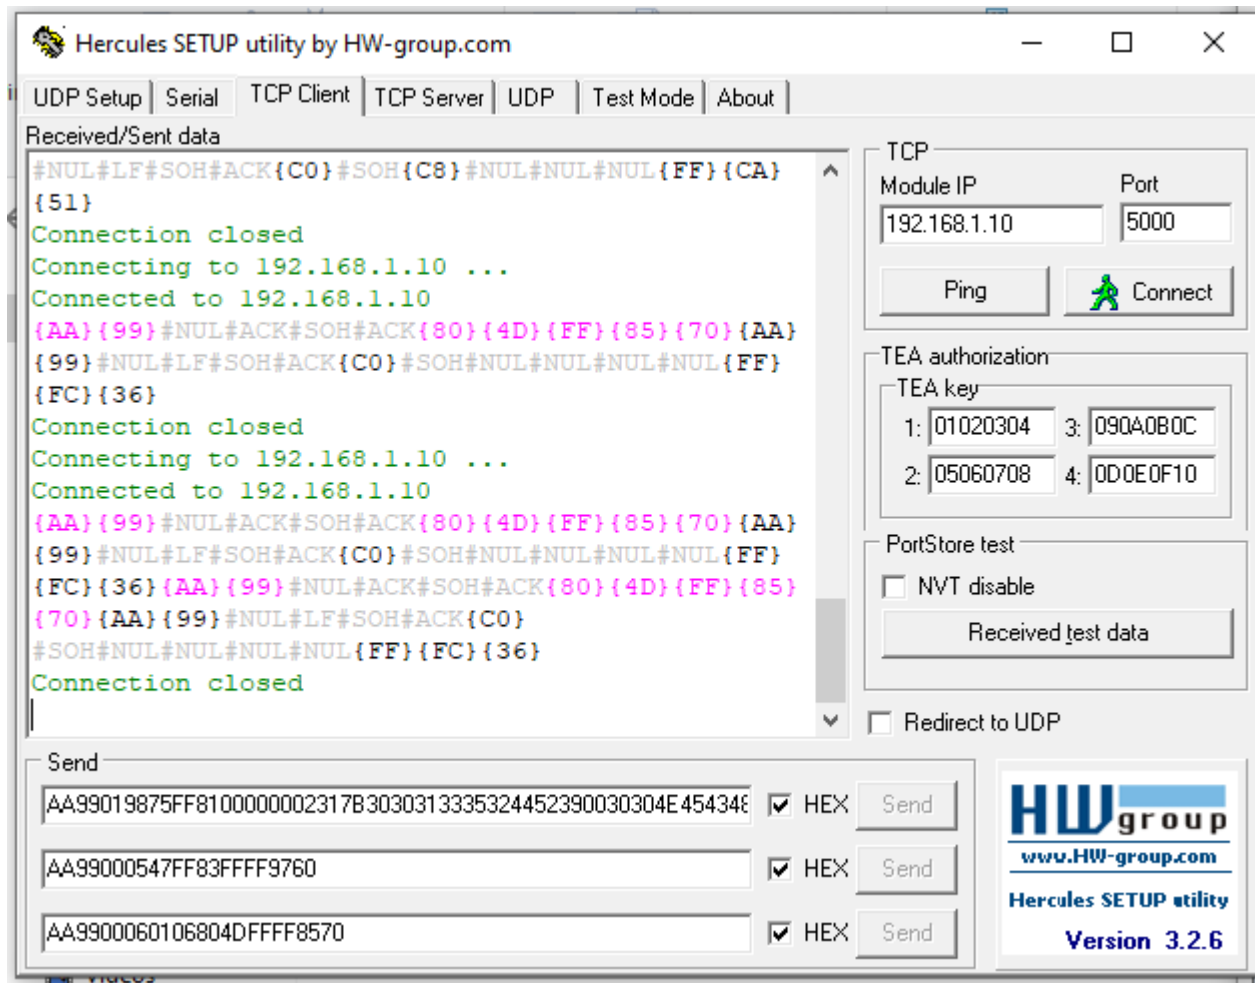 Hercules SETUP utility by HW-group.com
UDP Setup Serial TCP Client TCP Server UDP Test Mode About
Received/Sent data
#NUL#LF#SOH#ACK{C0}#SOH{C8}#NUL#NUL#NUL{FF}{CA}
{51}
Connection closed
Connecting to 192.168.1.10 ...
Connected to 192.168.1.10
{AA}{99}#NUL#ACK#SOH#ACK{80}{4D}{FF}{85}{70}{AA}
{99}#NUL#LF#SOH#ACK{C0}#SOH#NUL#NUL#NUL#NUL{FF}
{FC}{36}
Connection closed
Connecting to 192.168.1.10 ...
Connected to 192.168.1.10
{AA}{99}#NUL#ACK#SOH#ACK{80}{4D}{FF}{85}{70}{AA}
{99}#NUL#LF#SOH#ACK{C0}#SOH#NUL#NUL#NUL#NUL{FF}
{FC}{36}{AA}{99}#NUL#ACK#SOH#ACK{80}{4D}{FF}{85}
{70}{AA}{99}#NUL#LF#SOH#ACK{C0}
#SOH#NUL#NUL#NUL#NUL{FF}{FC}{36}
Connection closed
TCP
Module IP Port
192.168.1.10 5000
Ping Connect
TEA authorization
TEA key
1: 01020304 3: 090A0B0C
2: 05060708 4: 0D0E0F10
PortStore test
NVT disable
Received test data
Redirect to UDP
Send
AA99019875FF8100000002317B30303133353244523900303 04E454348 HEX Send
AA99000547FF83FFFF9760 HEX Send
AA9900060106804DFFFF8570 HEX Send
HW group
www.HW-group.com
Hercules SETUP utility
Version 3.2.6